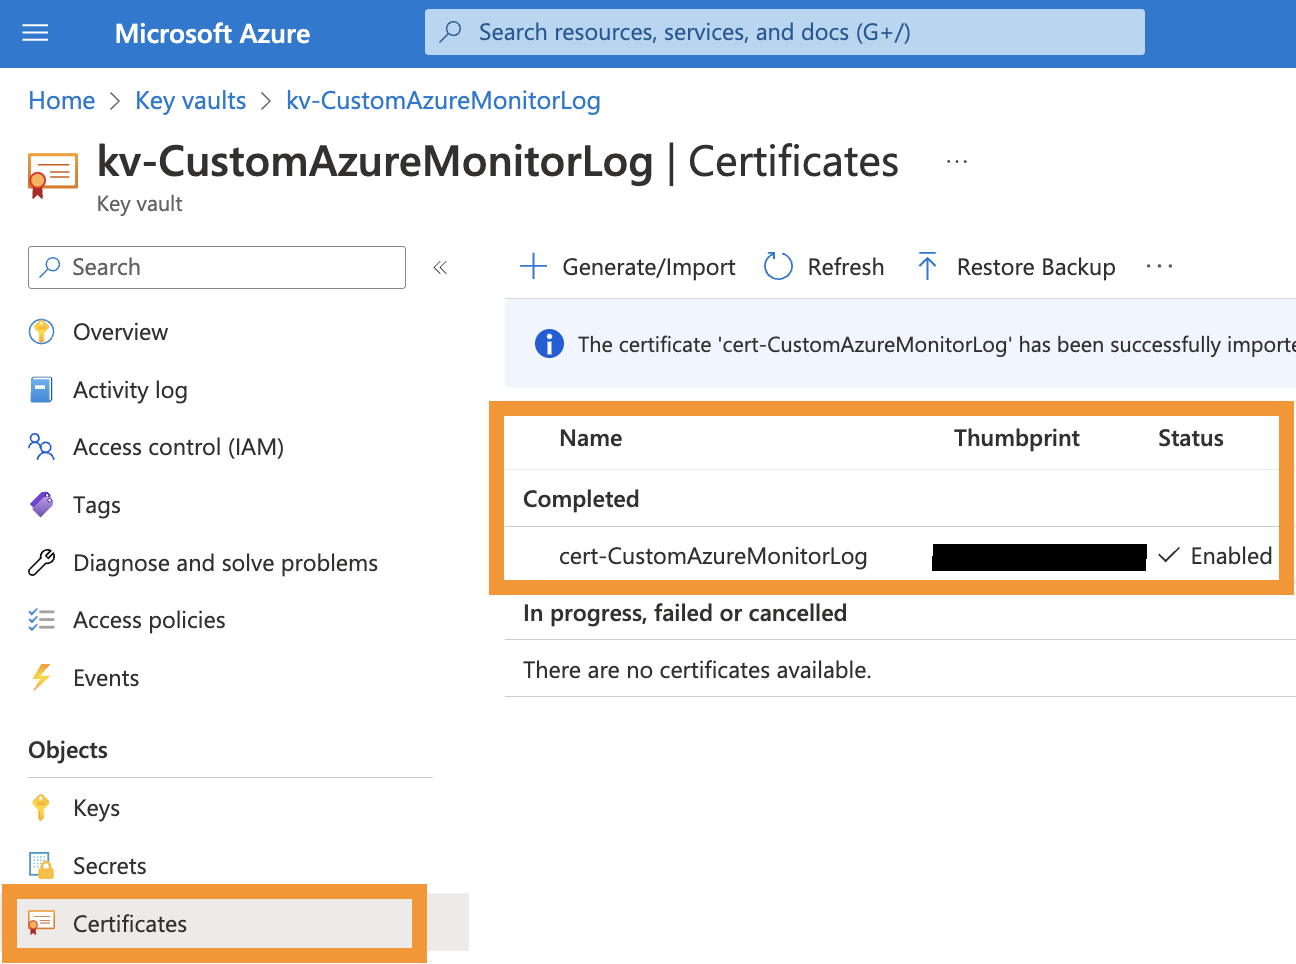 Microsoft Azure
Search resources, services, and docs (G+/)
Home > Key vaults > kv-CustomAzureMonitorLog
kv-CustomAzureMonitorLog | Certificates ...
Key vault
Search «
Generate/Import Refresh Restore Backup ...
Overview
The certificate 'cert-CustomAzureMonitorLog' has been successfully importe
Activity log
Access control (IAM)
Tags
Diagnose and solve problems
Access policies
Events
Objects
Keys
Secrets
Certificates
Name Thumbprint Status
Completed
cert-CustomAzureMonitorLog Enabled
In progress, failed or cancelled
There are no certificates available.